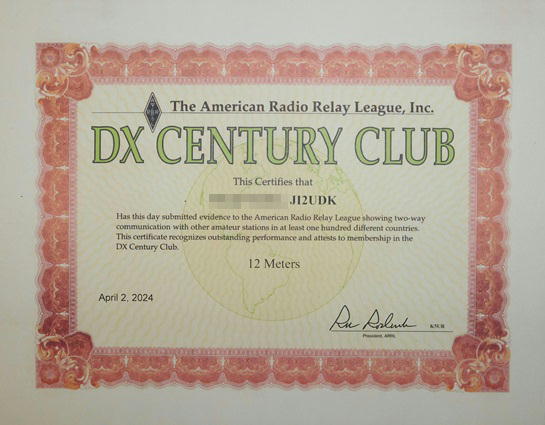 The American Radio Relay League, Inc.
DX CENTURY CLUB
This Certifies that
JI2UDK
Has this day submitted evidence to the American Radio Relay League showing two-way
communication with other amateur stations in at least one hundred different countries.
This certificate recognizes outstanding performance and attests to membership in the
DX Century Club.
12 Meters
April 2, 2024
President, ARRL